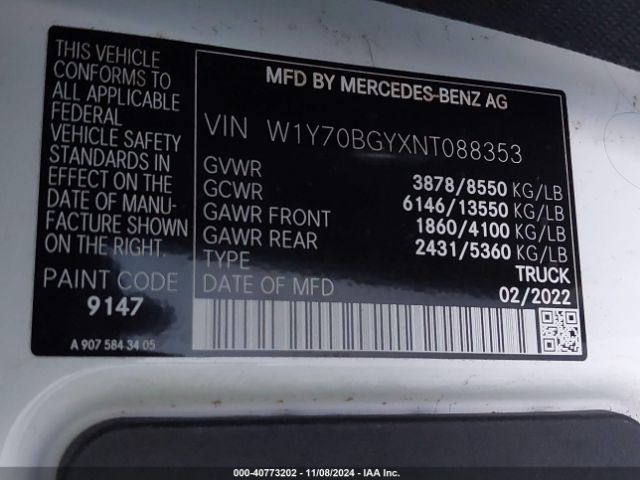 THIS VEHICLE
CONFORMS TO
ALL APPLICABLE
FEDERAL
VEHICLE SAFETY
STANDARDS IN
EFFECT ON THE
DATE OF MANU-
FACTURE SHOWN
ON THE RIGHT.
PAINT CODE
9147
A 907 584 34 05
MFD BY MERCEDES-BENZ AG
VIN W1Y70BGYXNT088353
GVWR 3878/8550 KG/LB
GCWR 6146/13550 KG/LB
GAWR FRONT 1860/4100 KG/LB
GAWR REAR 2431/5360 KG/LB
TYPE TRUCK
DATE OF MFD 02/2022
000-40773202 - 11/08/2024 - IAA Inc.